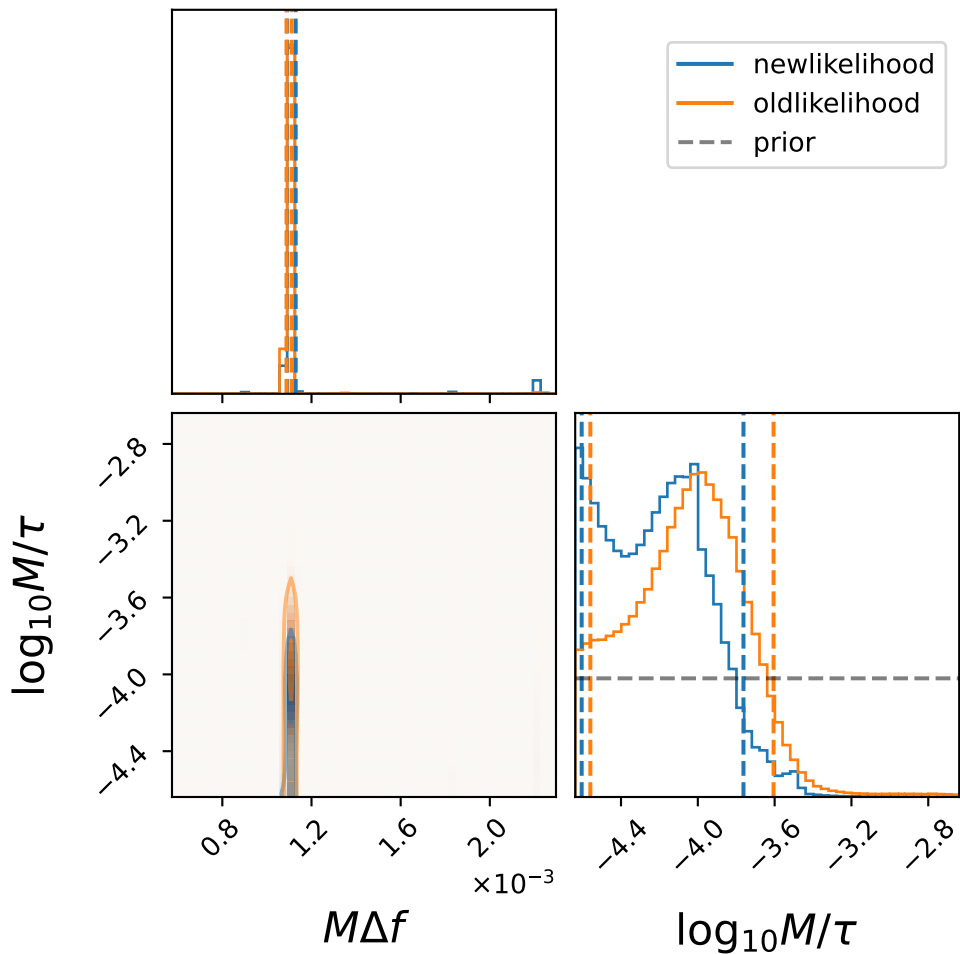 newlikelihood
oldlikelihood
prior
−2.8
−3.2
−3.6
−4.0
−4.4
log₁₀M/τ
0.8 1.2 1.6 2.0
×10⁻³
MΔf
−4.4 −4.0 −3.6 −3.2 −2.8
log₁₀M/τ